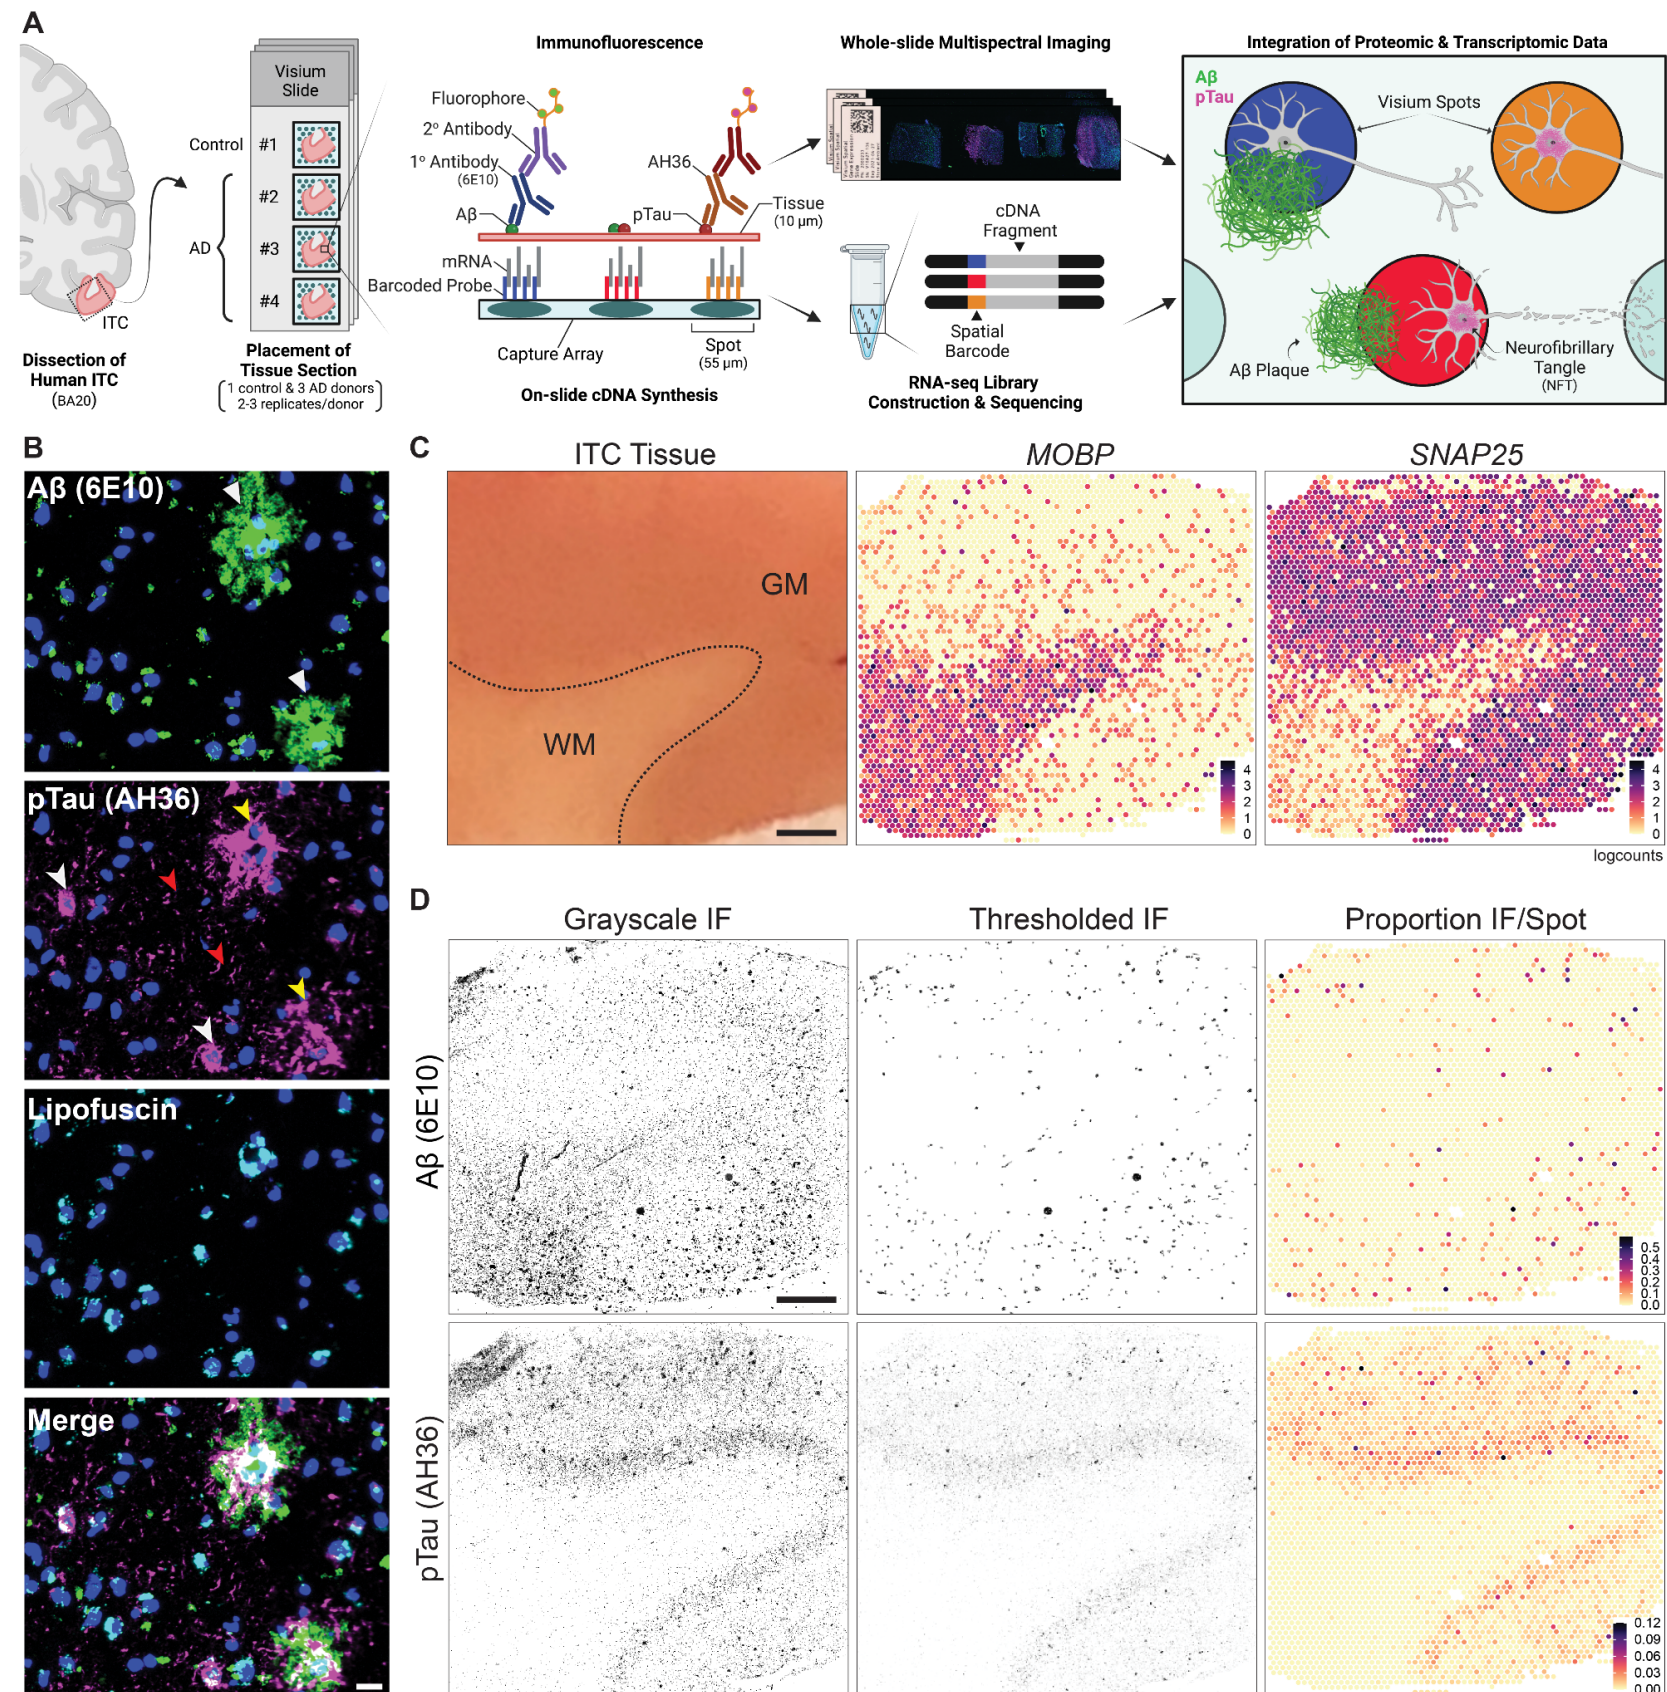 A
Immunofluorescence
Whole-slide Multispectral Imaging
Integration of Proteomic & Transcriptomic Data
Visium
Slide
Control
#1
#2
AD
#3
#4
ITC
Dissection of
Human ITC
(BA20)
Placement of
Tissue Section
1 control & 3 AD donors
2-3 replicates/donor
Fluorophore
2° Antibody
1° Antibody
(6E10)
Aβ
AH36
pTau
Tissue
(10 µm)
mRNA
Barcoded Probe
Capture Array
Spot
(55 µm)
On-slide cDNA Synthesis
cDNA
Fragment
Spatial
Barcode
RNA-seq Library
Construction & Sequencing
Aβ
pTau
Visium Spots
Aβ Plaque
Neurofibrillary
Tangle
(NFT)
B
Aβ (6E10)
pTau (AH36)
Lipofuscin
Merge
C
ITC Tissue
MOBP
SNAP25
GM
WM
4
3
2
1
0
4
3
2
1
0
logcounts
D
Grayscale IF
Thresholded IF
Proportion IF/Spot
Aβ (6E10)
0.5
0.4
0.3
0.2
0.1
0.0
pTau (AH36)
0.12
0.09
0.06
0.03
0.00